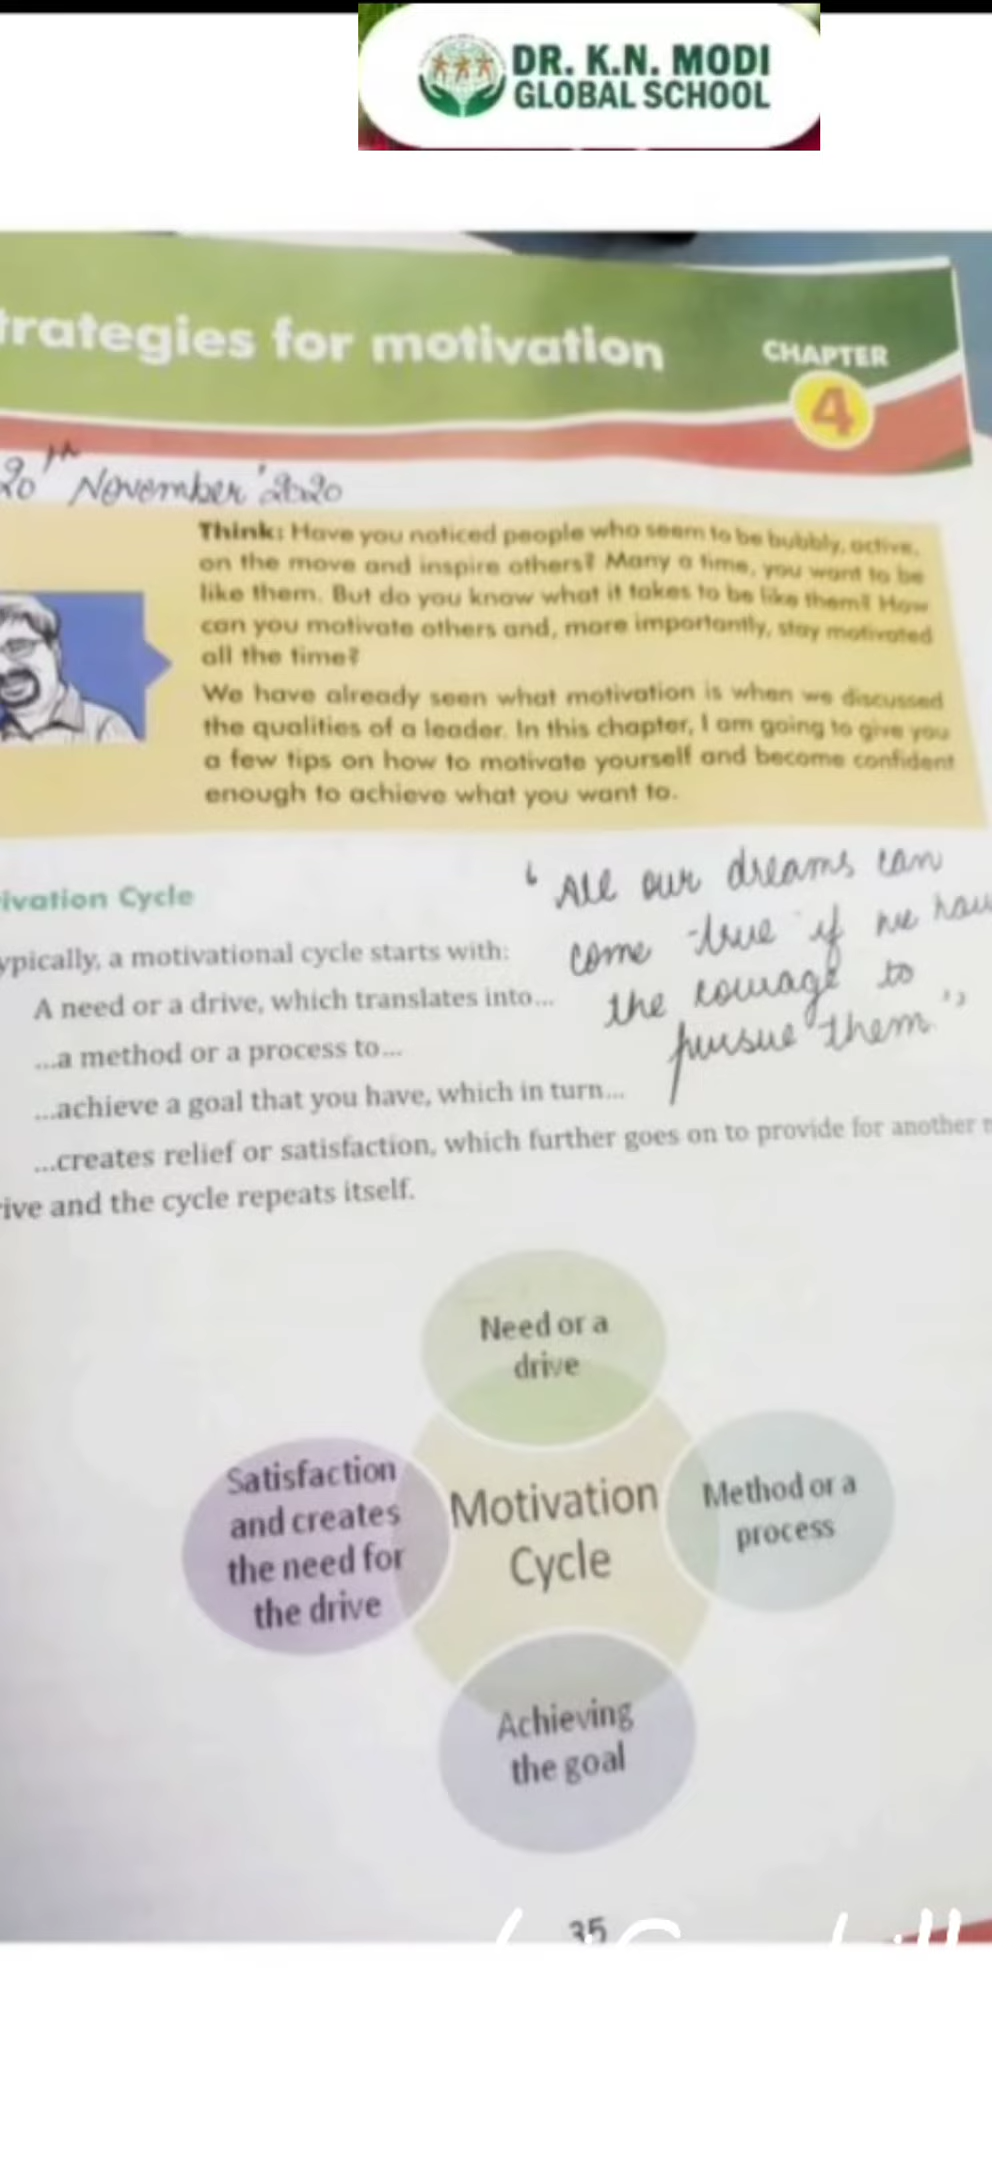 DR. K.N. MODI
GLOBAL SCHOOL
trategies for motivation
CHAPTER
4
20th November '2020
Think: Have you noticed people who seem to be bubbly, active,
on the move and inspire others? Many a time, you want to be
like them. But do you know what it takes to be like them? How
can you motivate others and, more importantly, stay motivated
all the time?
We have already seen what motivation is when we discussed
the qualities of a leader. In this chapter, I am going to give you
a few tips on how to motivate yourself and become confident
enough to achieve what you want to.
ivation Cycle
' All our dreams can
come true if we hav
the courage to
pursue them ''
ypically, a motivational cycle starts with:
A need or a drive, which translates into...
...a method or a process to...
...achieve a goal that you have, which in turn...
...creates relief or satisfaction, which further goes on to provide for another n
rive and the cycle repeats itself.
Need or a
drive
Satisfaction
and creates
the need for
the drive
Motivation
Cycle
Method or a
process
Achieving
the goal
35